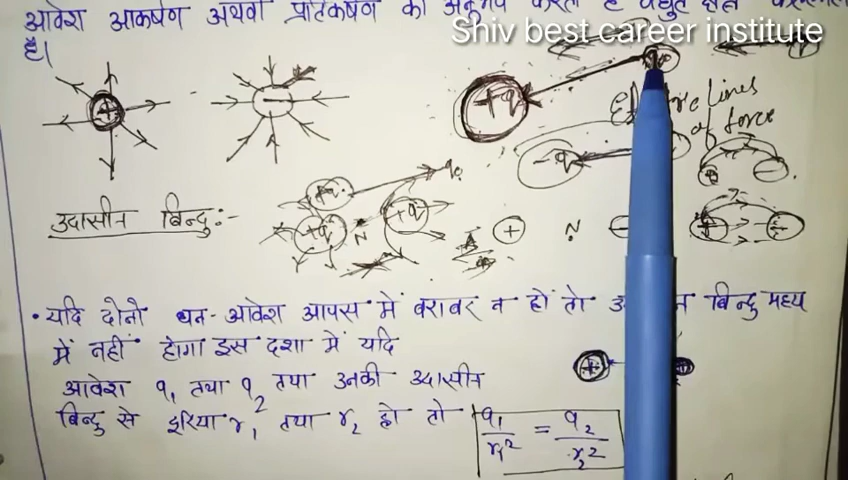 आवेश आकर्षण अथवा प्रतिकर्षण का अनुभव करता है
Shiv best career institute
है।
+ −
+q
lines
of force
−q
उदासीन बिन्दु :-
+q q₀
+q N +q + N − + −
• यदि दोनो धन-आवेश आपस में बराबर न हों तो बिन्दु मध्य
में नहीं होगा इस दशा में यदि
आवेश q₁ तथा q₂ तथा उनकी उदासीन
बिन्दु से दूरिया r₁ तथा r₂ हो तो q₁/r₁² = q₂/r₂²